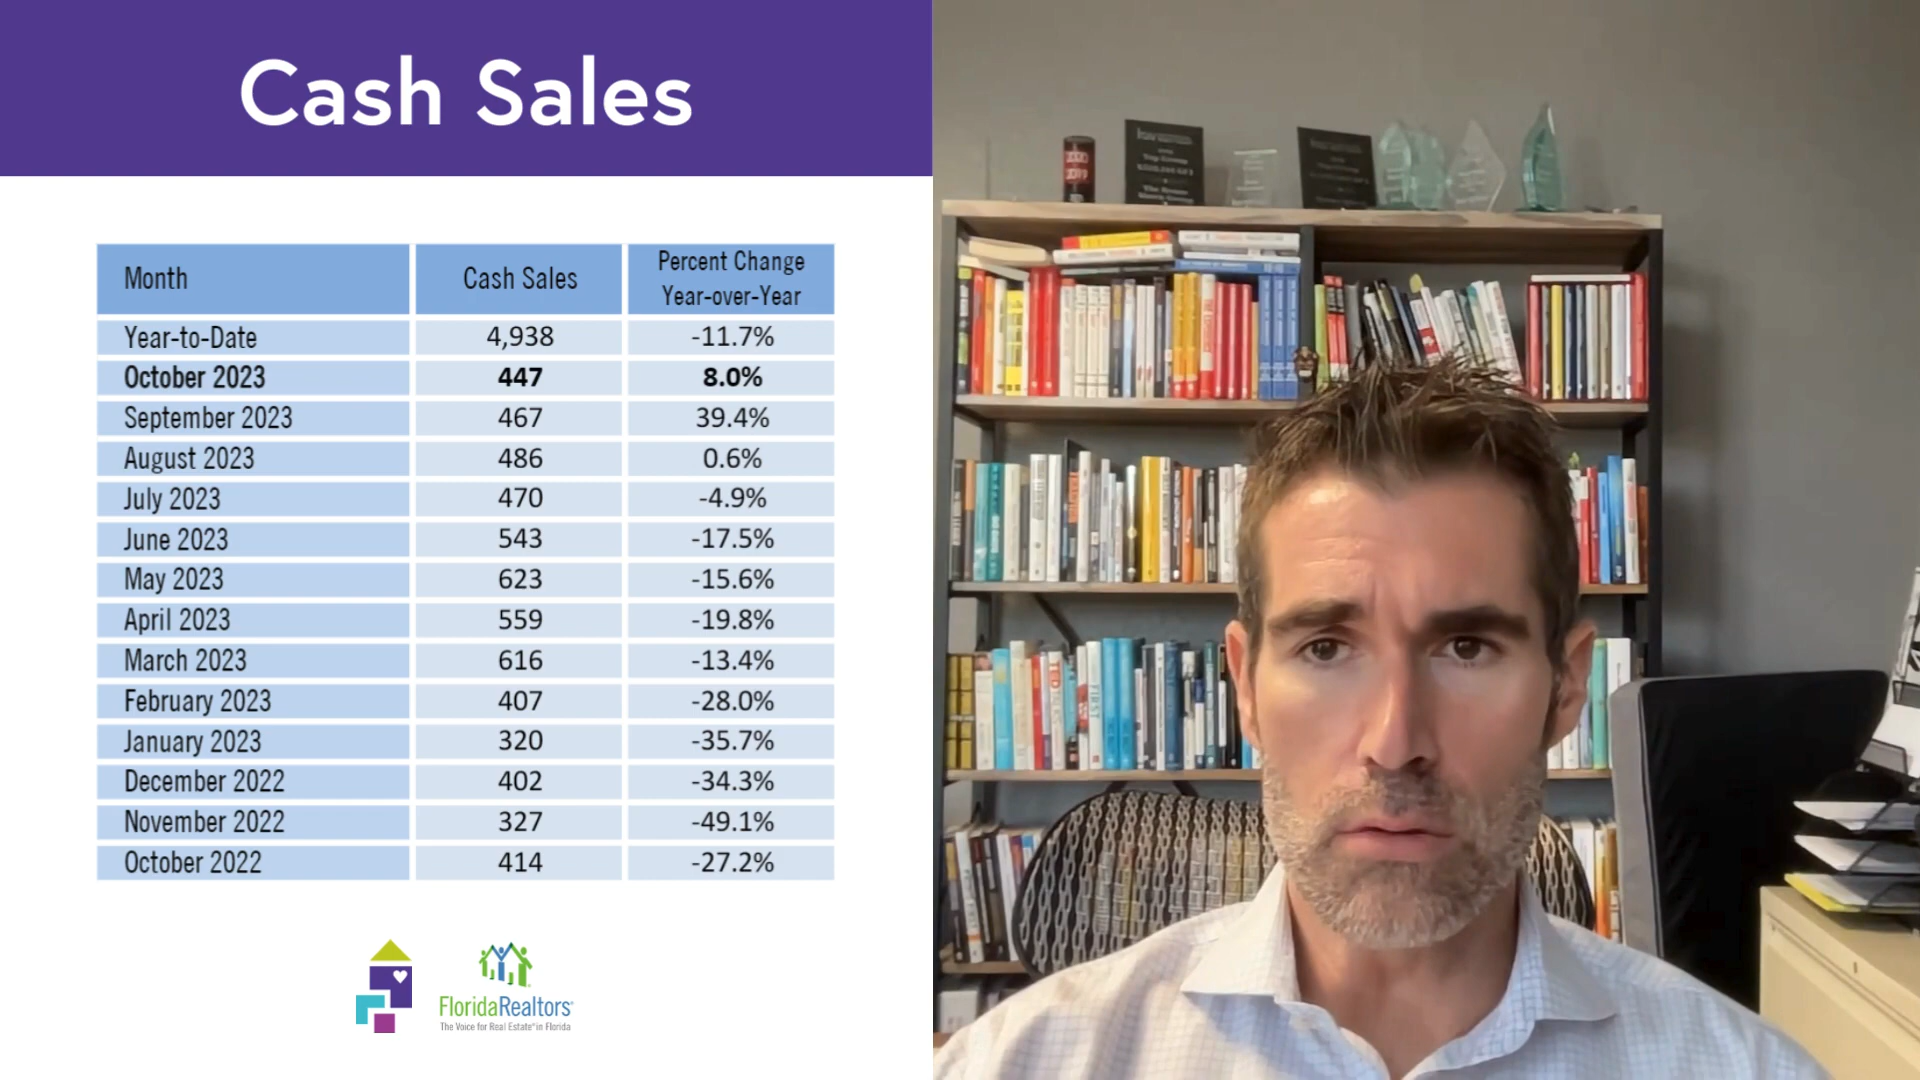 Cash Sales
Month Cash Sales Percent Change Year-over-Year
Year-to-Date 4,938 -11.7%
October 2023 447 8.0%
September 2023 467 39.4%
August 2023 486 0.6%
July 2023 470 -4.9%
June 2023 543 -17.5%
May 2023 623 -15.6%
April 2023 559 -19.8%
March 2023 616 -13.4%
February 2023 407 -28.0%
January 2023 320 -35.7%
December 2022 402 -34.3%
November 2022 327 -49.1%
October 2022 414 -27.2%
FloridaRealtors®
The Voice for Real Estate® in Florida